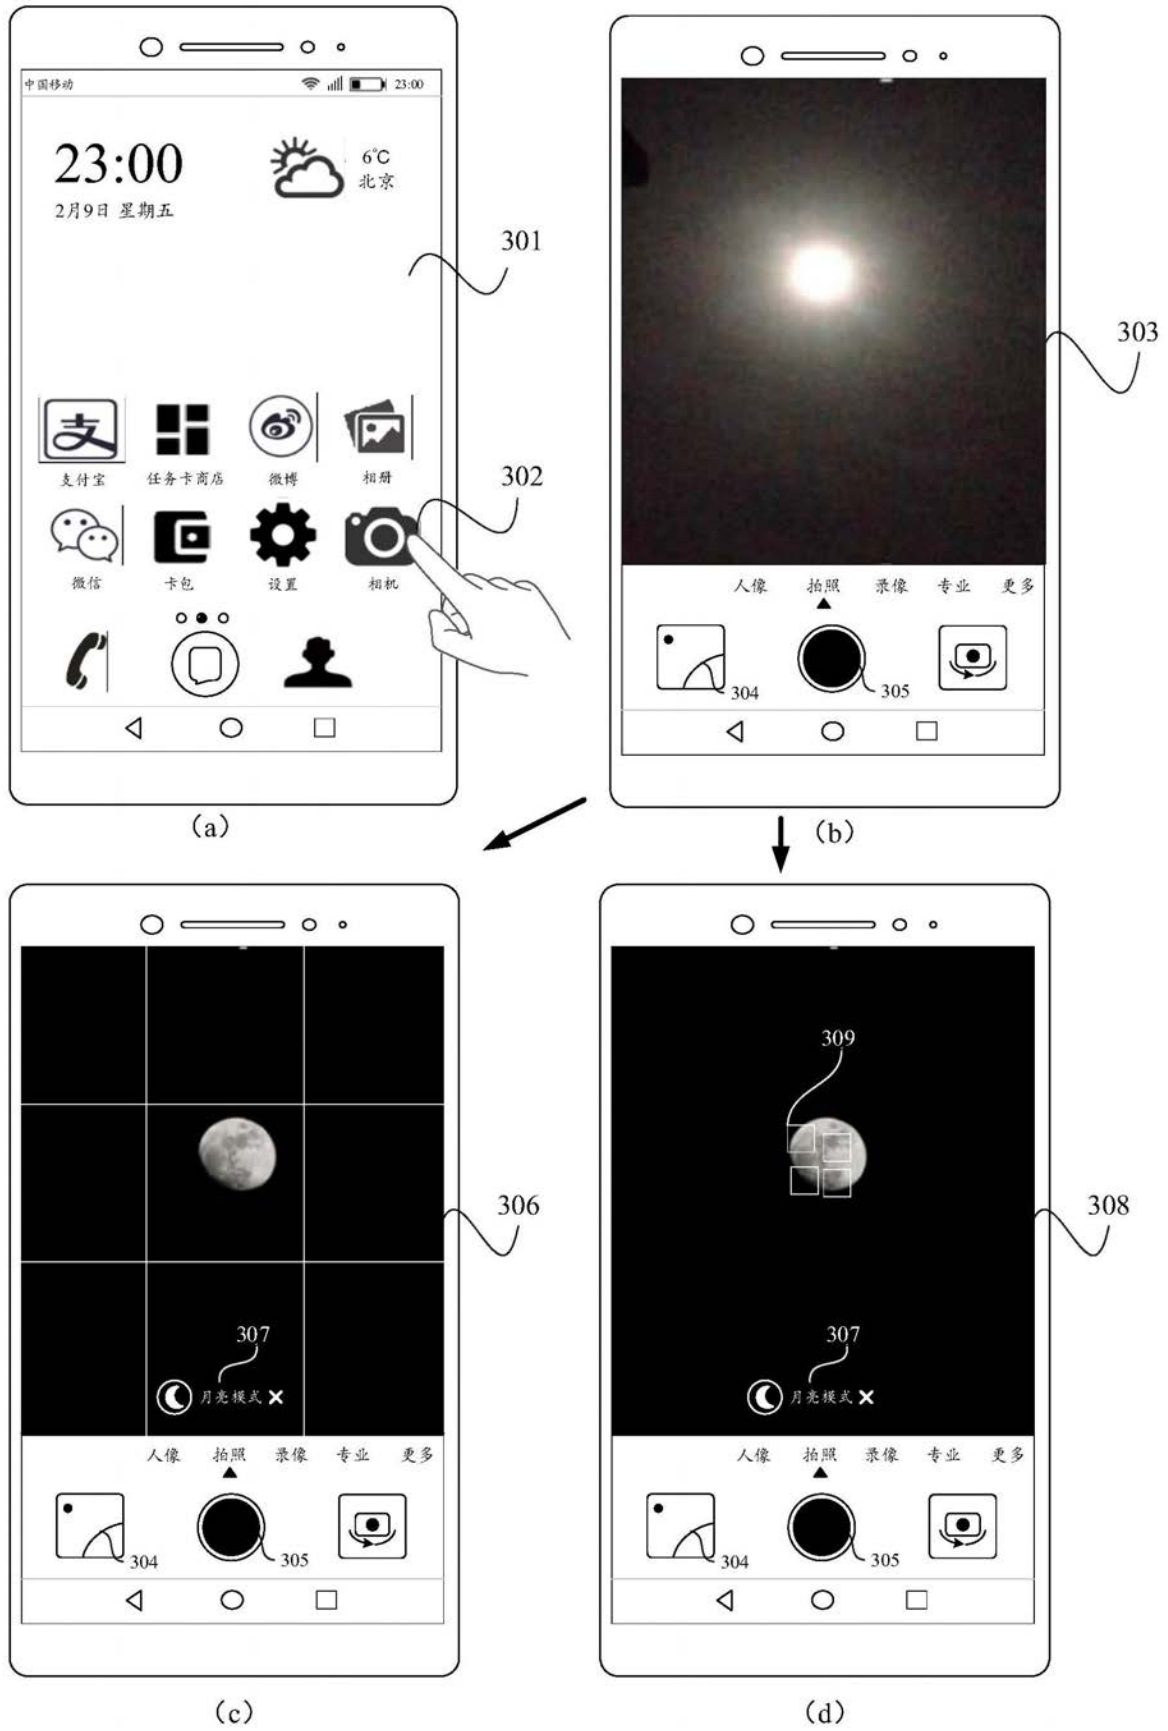 中国移动 23:00
23:00
2月9日 星期五
6℃
北京
301
支付宝 任务卡商店 微博 相册
302
微信 卡包 设置 相机
(a)
303
人像 拍照 录像 专业 更多
304 305
(b)
306
307
月亮模式
人像 拍照 录像 专业 更多
304 305
(c)
309
308
307
月亮模式
人像 拍照 录像 专业 更多
304 305
(d)